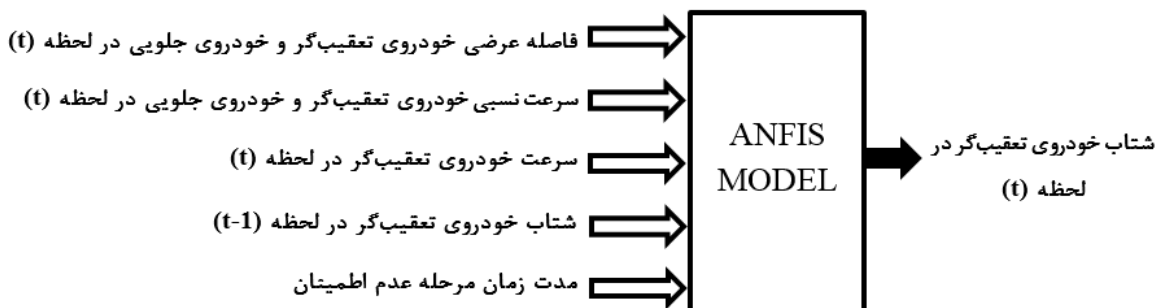 فاصله عرضی خودروی تعقیب‌گر و خودروی جلویی در لحظه (t)
سرعت نسبی خودروی تعقیب‌گر و خودروی جلویی در لحظه (t)
سرعت خودروی تعقیب‌گر در لحظه (t)
شتاب خودروی تعقیب‌گر در لحظه (t-1)
مدت زمان مرحله عدم اطمینان
ANFIS
MODEL
شتاب خودروی تعقیب‌گر در
لحظه (t)